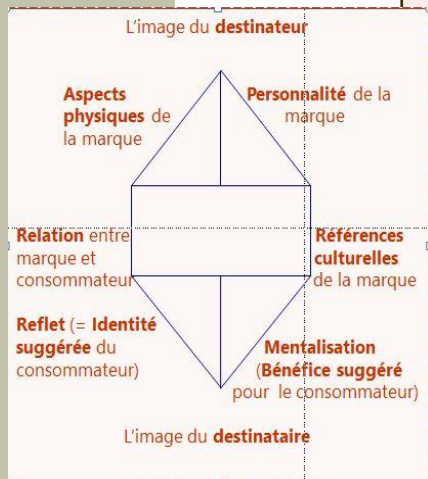 L'image du destinateur
Aspects
physiques de
la marque
Personnalité de la
marque
Relation entre
marque et
consommateur
Références
culturelles
de la marque
Reflet (= Identité
suggérée du
consommateur)
Mentalisation
(Bénéfice suggéré
pour le consommateur)
L'image du destinataire